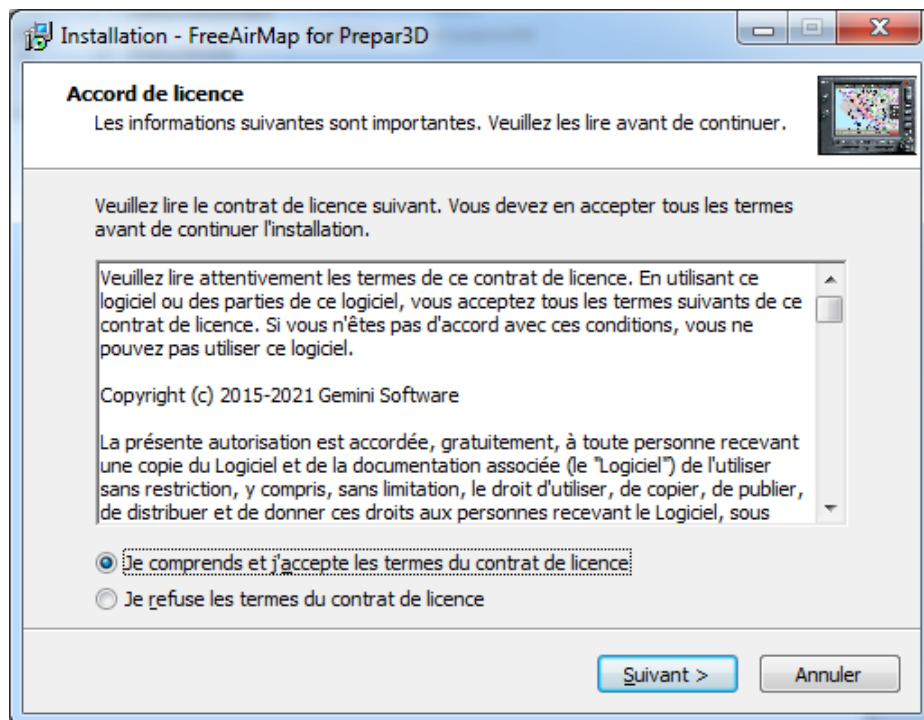 Installation - FreeAirMap for Prepar3D
Accord de licence
Les informations suivantes sont importantes. Veuillez les lire avant de continuer.
Veuillez lire le contrat de licence suivant. Vous devez en accepter tous les termes
avant de continuer l'installation.
Veuillez lire attentivement les termes de ce contrat de licence. En utilisant ce
logiciel ou des parties de ce logiciel, vous acceptez tous les termes suivants de ce
contrat de licence. Si vous n'êtes pas d'accord avec ces conditions, vous ne
pouvez pas utiliser ce logiciel.
Copyright (c) 2015-2021 Gemini Software
La présente autorisation est accordée, gratuitement, à toute personne recevant
une copie du Logiciel et de la documentation associée (le "Logiciel") de l'utiliser
sans restriction, y compris, sans limitation, le droit d'utiliser, de copier, de publier,
de distribuer et de donner ces droits aux personnes recevant le Logiciel, sous
Je comprends et j'accepte les termes du contrat de licence
Je refuse les termes du contrat de licence
Suivant >
Annuler